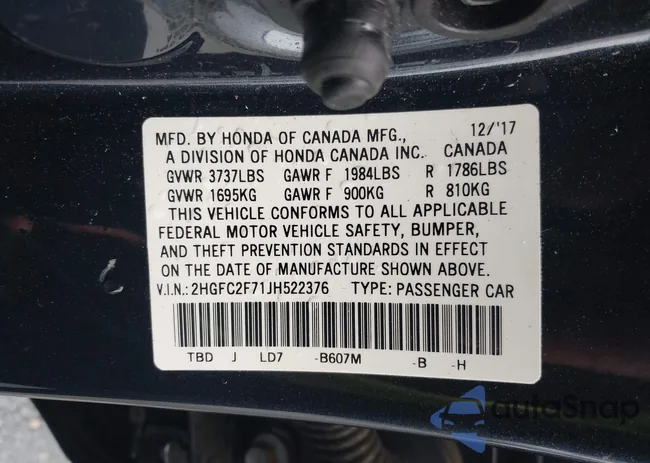 MFD. BY HONDA OF CANADA MFG., 12/'17
A DIVISION OF HONDA CANADA INC. CANADA
GVWR 3737LBS GAWR F 1984LBS R 1786LBS
GVWR 1695KG GAWR F 900KG R 810KG
THIS VEHICLE CONFORMS TO ALL APPLICABLE
FEDERAL MOTOR VEHICLE SAFETY, BUMPER,
AND THEFT PREVENTION STANDARDS IN EFFECT
ON THE DATE OF MANUFACTURE SHOWN ABOVE.
V.I.N.: 2HGFC2F71JH522376 TYPE: PASSENGER CAR
TBD J LD7 -B607M -B -H
autoSnap